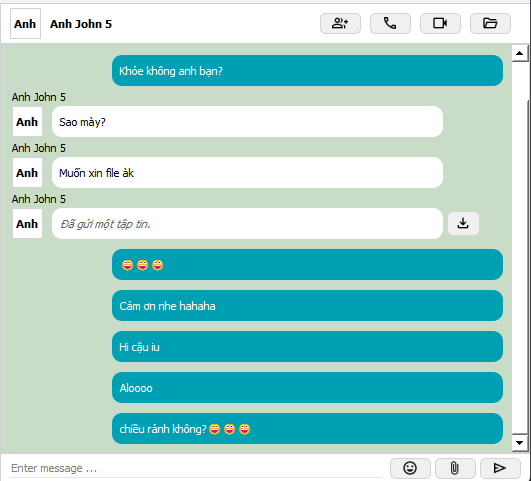 Anh Anh John 5
Khỏe không anh bạn?
Anh John 5
Anh Sao mày?
Anh John 5
Anh Muốn xin file àk
Anh John 5
Anh Đã gửi một tập tin.
Cảm ơn nhe hahaha
Hi cậu iu
Aloooo
chiều rảnh không?
Enter message ...